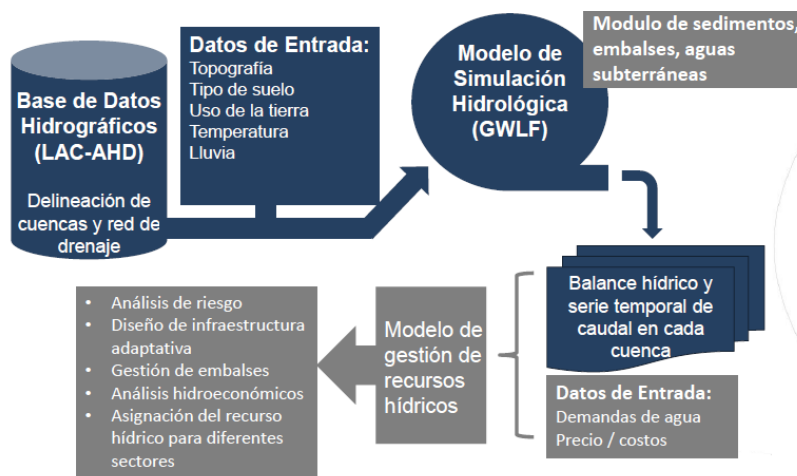 Base de Datos
Hidrográficos
(LAC-AHD)
Delineación de
cuencas y red de
drenaje
Datos de Entrada:
Topografía
Tipo de suelo
Uso de la tierra
Temperatura
Lluvia
Modelo de
Simulación
Hidrológica
(GWLF)
Modulo de sedimentos,
embalses, aguas
subterráneas
Balance hídrico y
serie temporal de
caudal en cada
cuenca
Datos de Entrada:
Demandas de agua
Precio / costos
Modelo de
gestión de
recursos
hídricos
• Análisis de riesgo
• Diseño de infraestructura
adaptativa
• Gestión de embalses
• Análisis hidroeconómicos
• Asignación del recurso
hídrico para diferentes
sectores